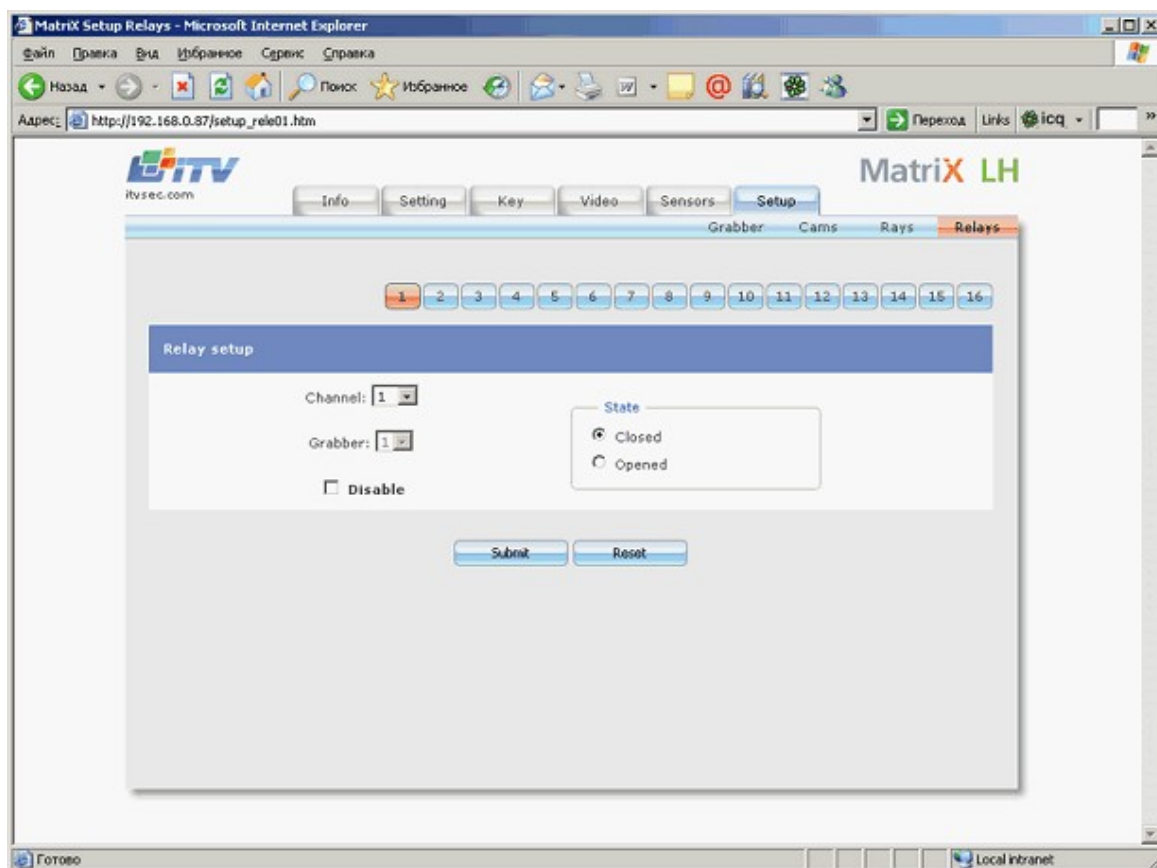 MatriX Setup Relays - Microsoft Internet Explorer
Файл Правка Вид Избранное Сервис Справка
Назад Поиск Избранное
Адрес: http://192.168.0.87/setup_rele01.htm Переход Links icq
iTV
itvsec.com
MatriX LH
Info Setting Key Video Sensors Setup
Grabber Cams Rays Relays
1 2 3 4 5 6 7 8 9 10 11 12 13 14 15 16
Relay setup
Channel: 1
State
Closed
Grabber: 1
Opened
Disable
Submit Reset
Готово Local intranet